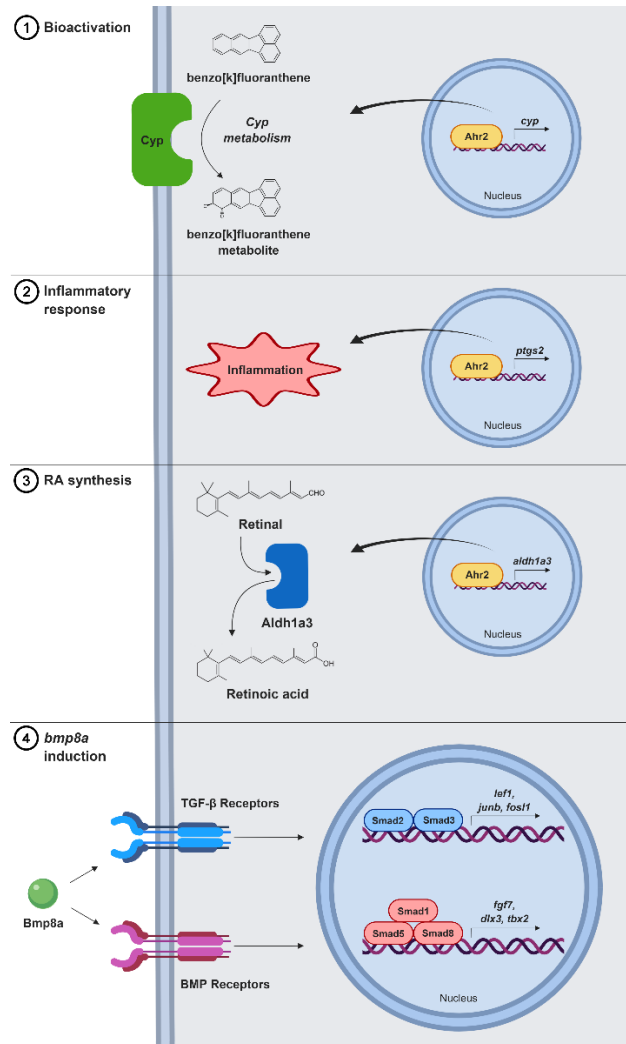 1 Bioactivation
benzo[k]fluoranthene
Cyp
metabolism
Cyp
benzo[k]fluoranthene
metabolite
cyp
Ahr2
Nucleus
2 Inflammatory
response
Inflammation
ptgs2
Ahr2
Nucleus
3 RA synthesis
CHO
Retinal
Aldh1a3
O
OH
Retinoic acid
aldh1a3
Ahr2
Nucleus
4 bmp8a
induction
TGF-β Receptors
Bmp8a
BMP Receptors
lef1,
junb, fosl1
Smad2 Smad3
fgf7,
dlx3, tbx2
Smad1
Smad5 Smad8
Nucleus